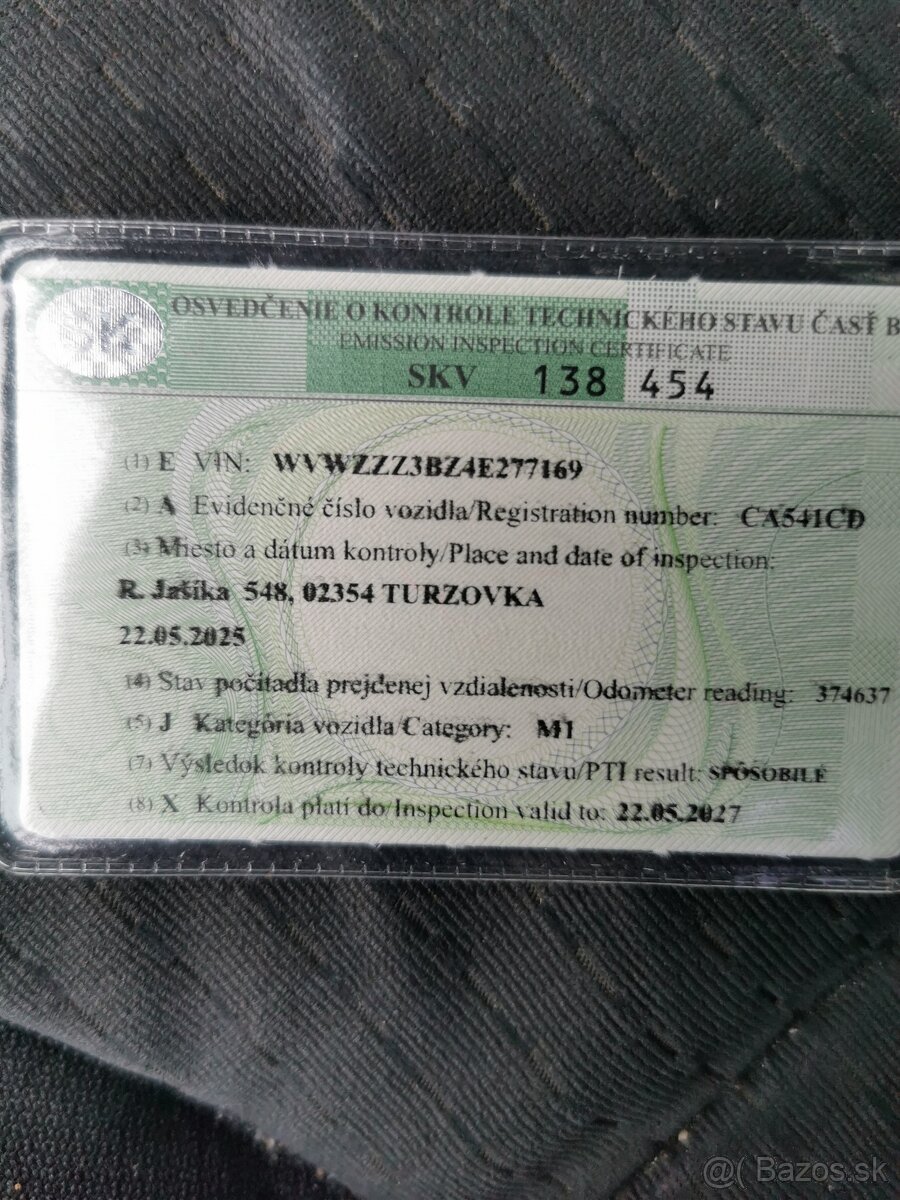 SK
OSVEDČENIE O KONTROLE TECHNICKÉHO STAVU ČASŤ B
EMISSION INSPECTION CERTIFICATE
SKV 138 454
(1) E VIN: WVWZZZ3BZ4E277169
(2) A Evidenčné číslo vozidla/Registration number: CA541CD
(3) Miesto a dátum kontroly/Place and date of inspection:
R. Jašíka 548, 02354 TURZOVKA
22.05.2025
(4) Stav počítadla prejdenej vzdialenosti/Odometer reading: 374637
(5) J Kategória vozidla/Category: M1
(7) Výsledok kontroly technického stavu/PTI result: SPÔSOBILÉ
(8) X Kontrola platí do/Inspection valid to: 22.05.2027
@( Bazos.sk